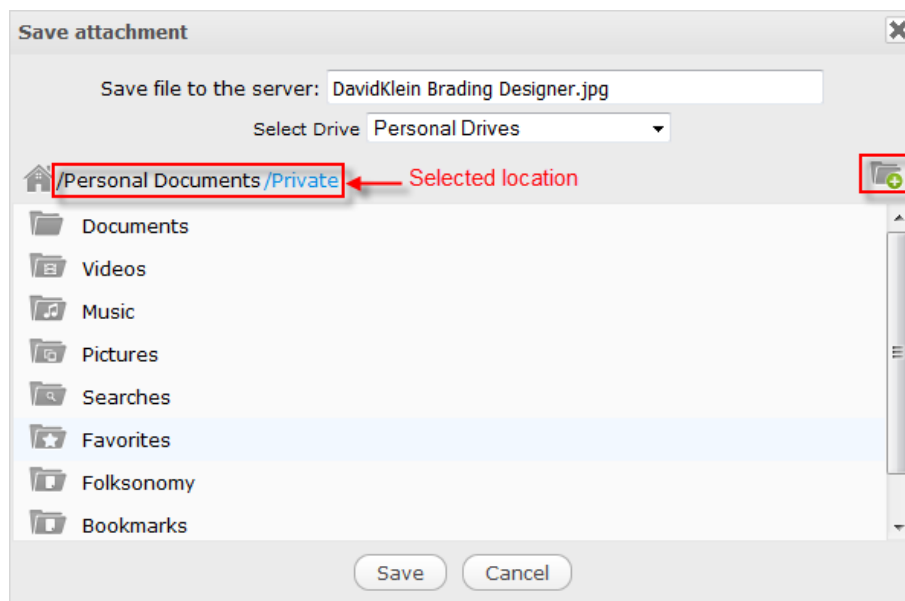 Save attachment
Save file to the server: DavidKlein Brading Designer.jpg
Select Drive Personal Drives
/Personal Documents/Private Selected location
Documents
Videos
Music
Pictures
Searches
Favorites
Folksonomy
Bookmarks
Save Cancel